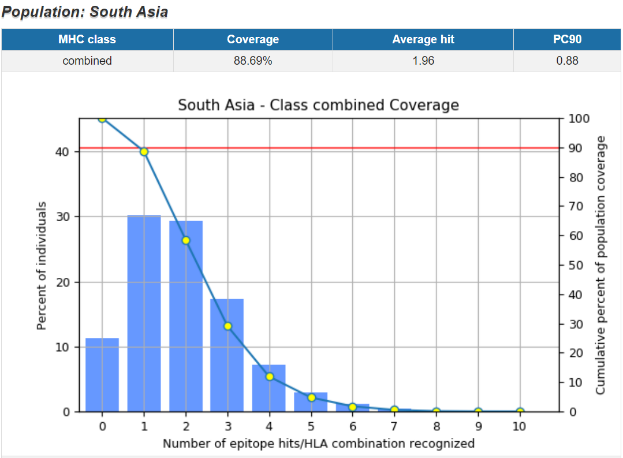 Population: South Asia
MHC class Coverage Average hit PC90
combined 88.69% 1.96 0.88
South Asia - Class combined Coverage
Percent of individuals
40
30
20
10
0
100
90
80
70
60
50
40
30
20
10
0
Cumulative percent of population coverage
0 1 2 3 4 5 6 7 8 9 10
Number of epitope hits/HLA combination recognized